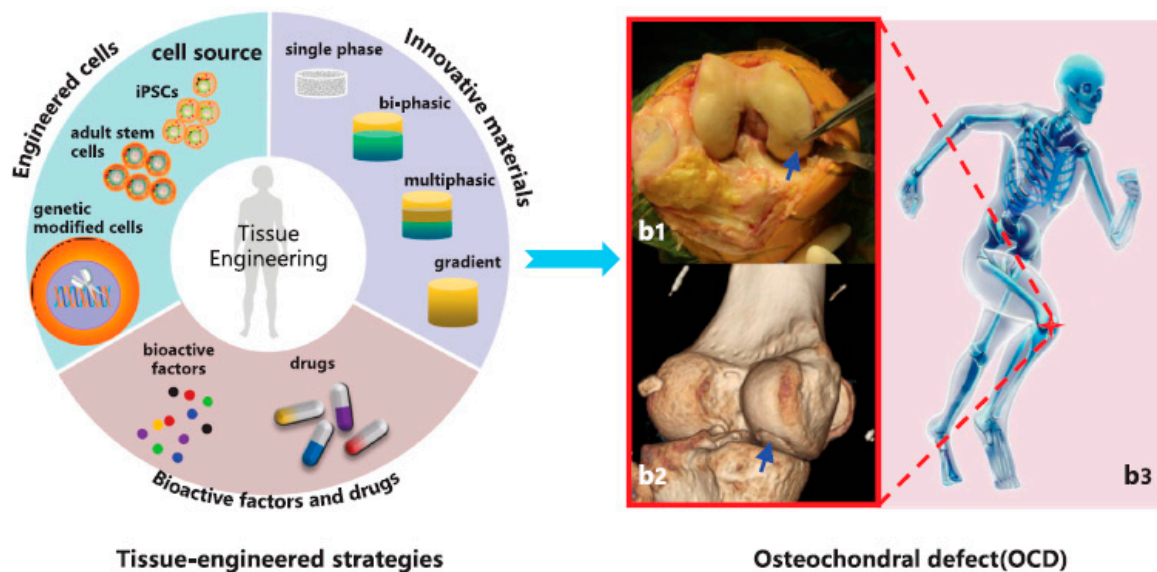 Engineered cells
cell source
iPSCs
adult stem
cells
genetic
modified cells
Innovative materials
single phase
bi-phasic
multiphasic
gradient
Tissue
Engineering
bioactive
factors
drugs
Bioactive factors and drugs
b1
b2
b3
Tissue-engineered strategies
Osteochondral defect(OCD)